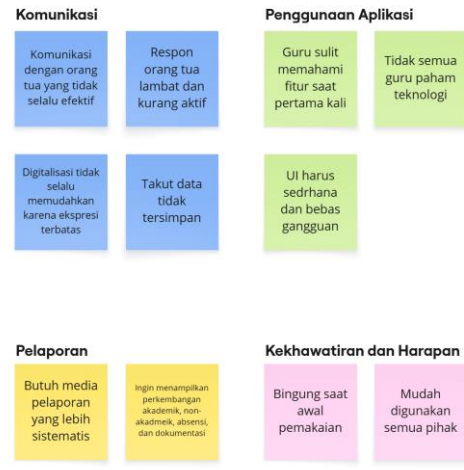 Komunikasi
Komunikasi
dengan orang
tua yang tidak
selalu efektif
Respon
orang tua
lambat dan
kurang aktif
Digitalisasi tidak
selalu
memudahkan
karena ekspresi
terbatas
Takut data
tidak
tersimpan
Penggunaan Aplikasi
Guru sulit
memahami
fitur saat
pertama kali
Tidak semua
guru paham
teknologi
UI harus
sedrhana
dan bebas
gangguan
Pelaporan
Butuh media
pelaporan
yang lebih
sistematis
Ingin menampilkan
perkembangan
akademik, non-
akadmeik, absensi,
dan dokumentasi
Kekhawatiran dan Harapan
Bingung saat
awal
pemakaian
Mudah
digunakan
semua pihak